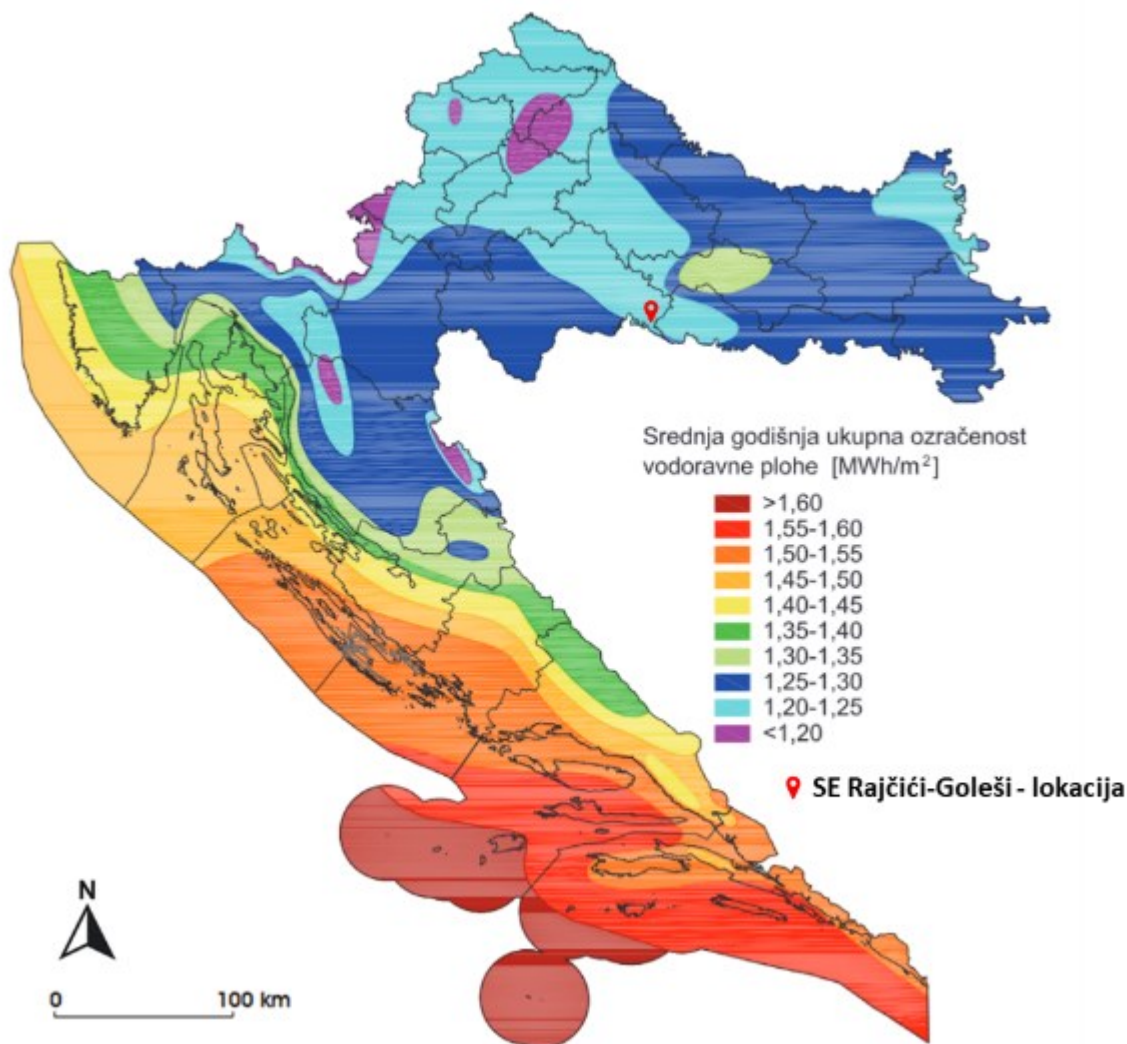 Srednja godišnja ukupna ozračenost
vodoravne plohe [MWh/m²]
>1,60
1,55-1,60
1,50-1,55
1,45-1,50
1,40-1,45
1,35-1,40
1,30-1,35
1,25-1,30
1,20-1,25
<1,20
SE Rajčići-Goleši - lokacija
N
0 100 km